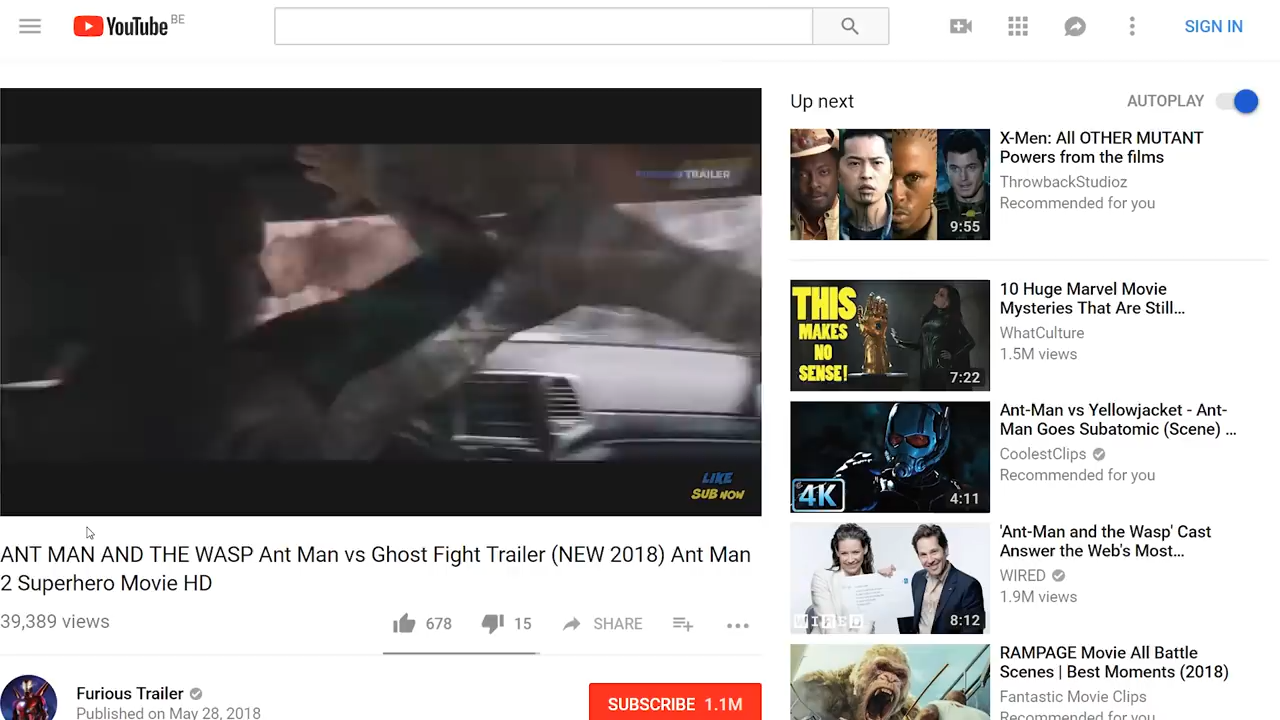 YouTube BE
SIGN IN
TRAILER
LIKE
SUB NOW
ANT MAN AND THE WASP Ant Man vs Ghost Fight Trailer (NEW 2018) Ant Man
2 Superhero Movie HD
39,389 views
678
15
SHARE
Furious Trailer
Published on May 28, 2018
SUBSCRIBE 1.1M
Up next
AUTOPLAY
9:55
X-Men: All OTHER MUTANT
Powers from the films
ThrowbackStudioz
Recommended for you
THIS
MAKES
NO
SENSE!
7:22
10 Huge Marvel Movie
Mysteries That Are Still...
WhatCulture
1.5M views
4K
4:11
Ant-Man vs Yellowjacket - Ant-
Man Goes Subatomic (Scene) ...
CoolestClips
Recommended for you
WIRED
8:12
'Ant-Man and the Wasp' Cast
Answer the Web's Most...
WIRED
1.9M views
RAMPAGE Movie All Battle
Scenes | Best Moments (2018)
Fantastic Movie Clips
Recommended for you